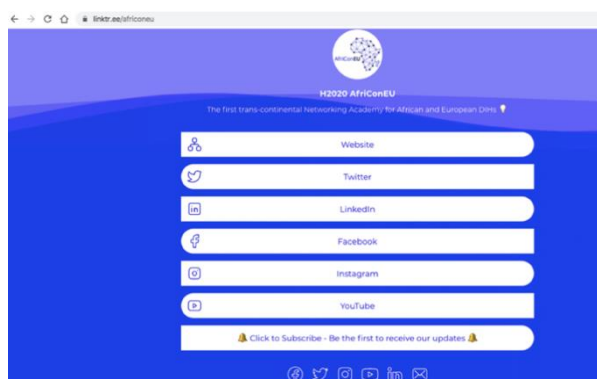 linktr.ee/africoneu
AfriConEU
H2020 AfriConEU
The first trans-continental Networking Academy for African and European DIHs
Website
Twitter
LinkedIn
Facebook
Instagram
YouTube
🔔 Click to Subscribe - Be the first to receive our updates 🔔